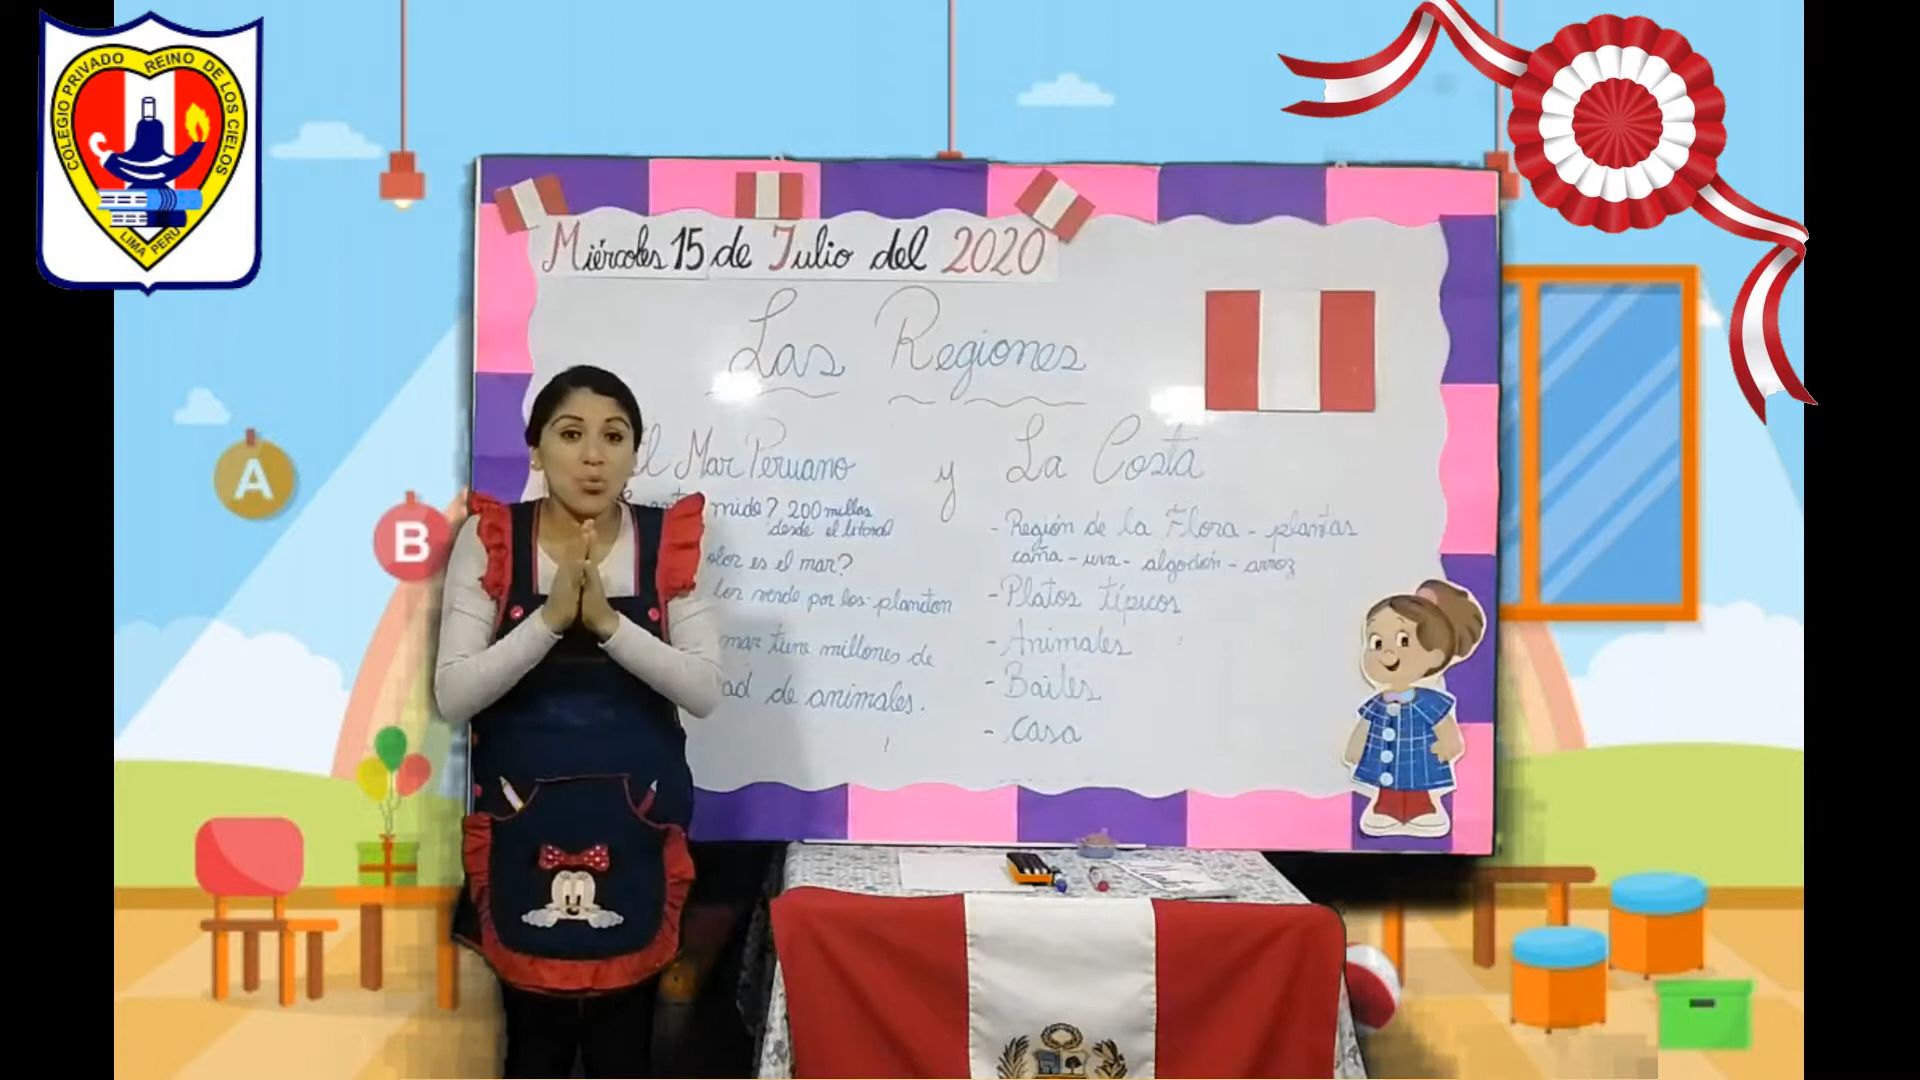 COLEGIO PRIVADO REINO DE LOS CIELOS
LIMA PERU
A
B
Miércoles 15 de Julio del 2020
Las Regiones
El Mar Peruano y La Costa
mide? 200 millas
desde el litoral
olor es el mar?
lor verde por los plancton
mar tiene millones de
ad de animales.
- Región de la Flora - plantas
caña - uva - algodón - arroz
- Platos típicos
- Animales
- Bailes
- Casa